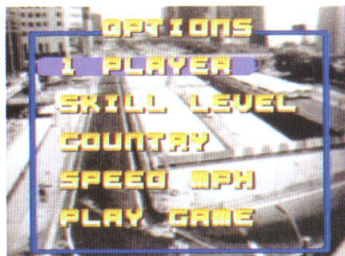 OPTIONS
1 PLAYER
SKILL LEVEL
COUNTRY
SPEED MPH
PLAY GAME